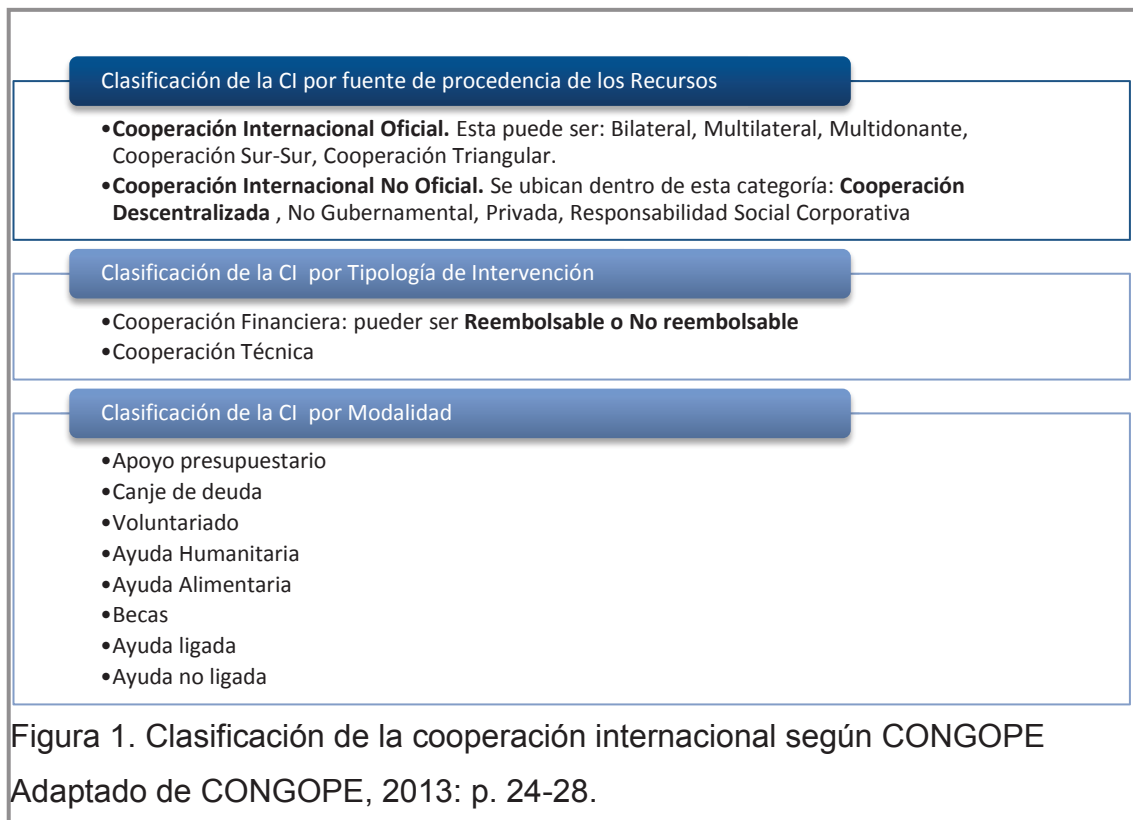 Clasificación de la CI por fuente de procedencia de los Recursos
•Cooperación Internacional Oficial. Esta puede ser: Bilateral, Multilateral, Multidonante,
Cooperación Sur-Sur, Cooperación Triangular.
•Cooperación Internacional No Oficial. Se ubican dentro de esta categoría: Cooperación
Descentralizada , No Gubernamental, Privada, Responsabilidad Social Corporativa
Clasificación de la CI por Tipología de Intervención
•Cooperación Financiera: pueder ser Reembolsable o No reembolsable
•Cooperación Técnica
Clasificación de la CI por Modalidad
•Apoyo presupuestario
•Canje de deuda
•Voluntariado
•Ayuda Humanitaria
•Ayuda Alimentaria
•Becas
•Ayuda ligada
•Ayuda no ligada
Figura 1. Clasificación de la cooperación internacional según CONGOPE
Adaptado de CONGOPE, 2013: p. 24-28.